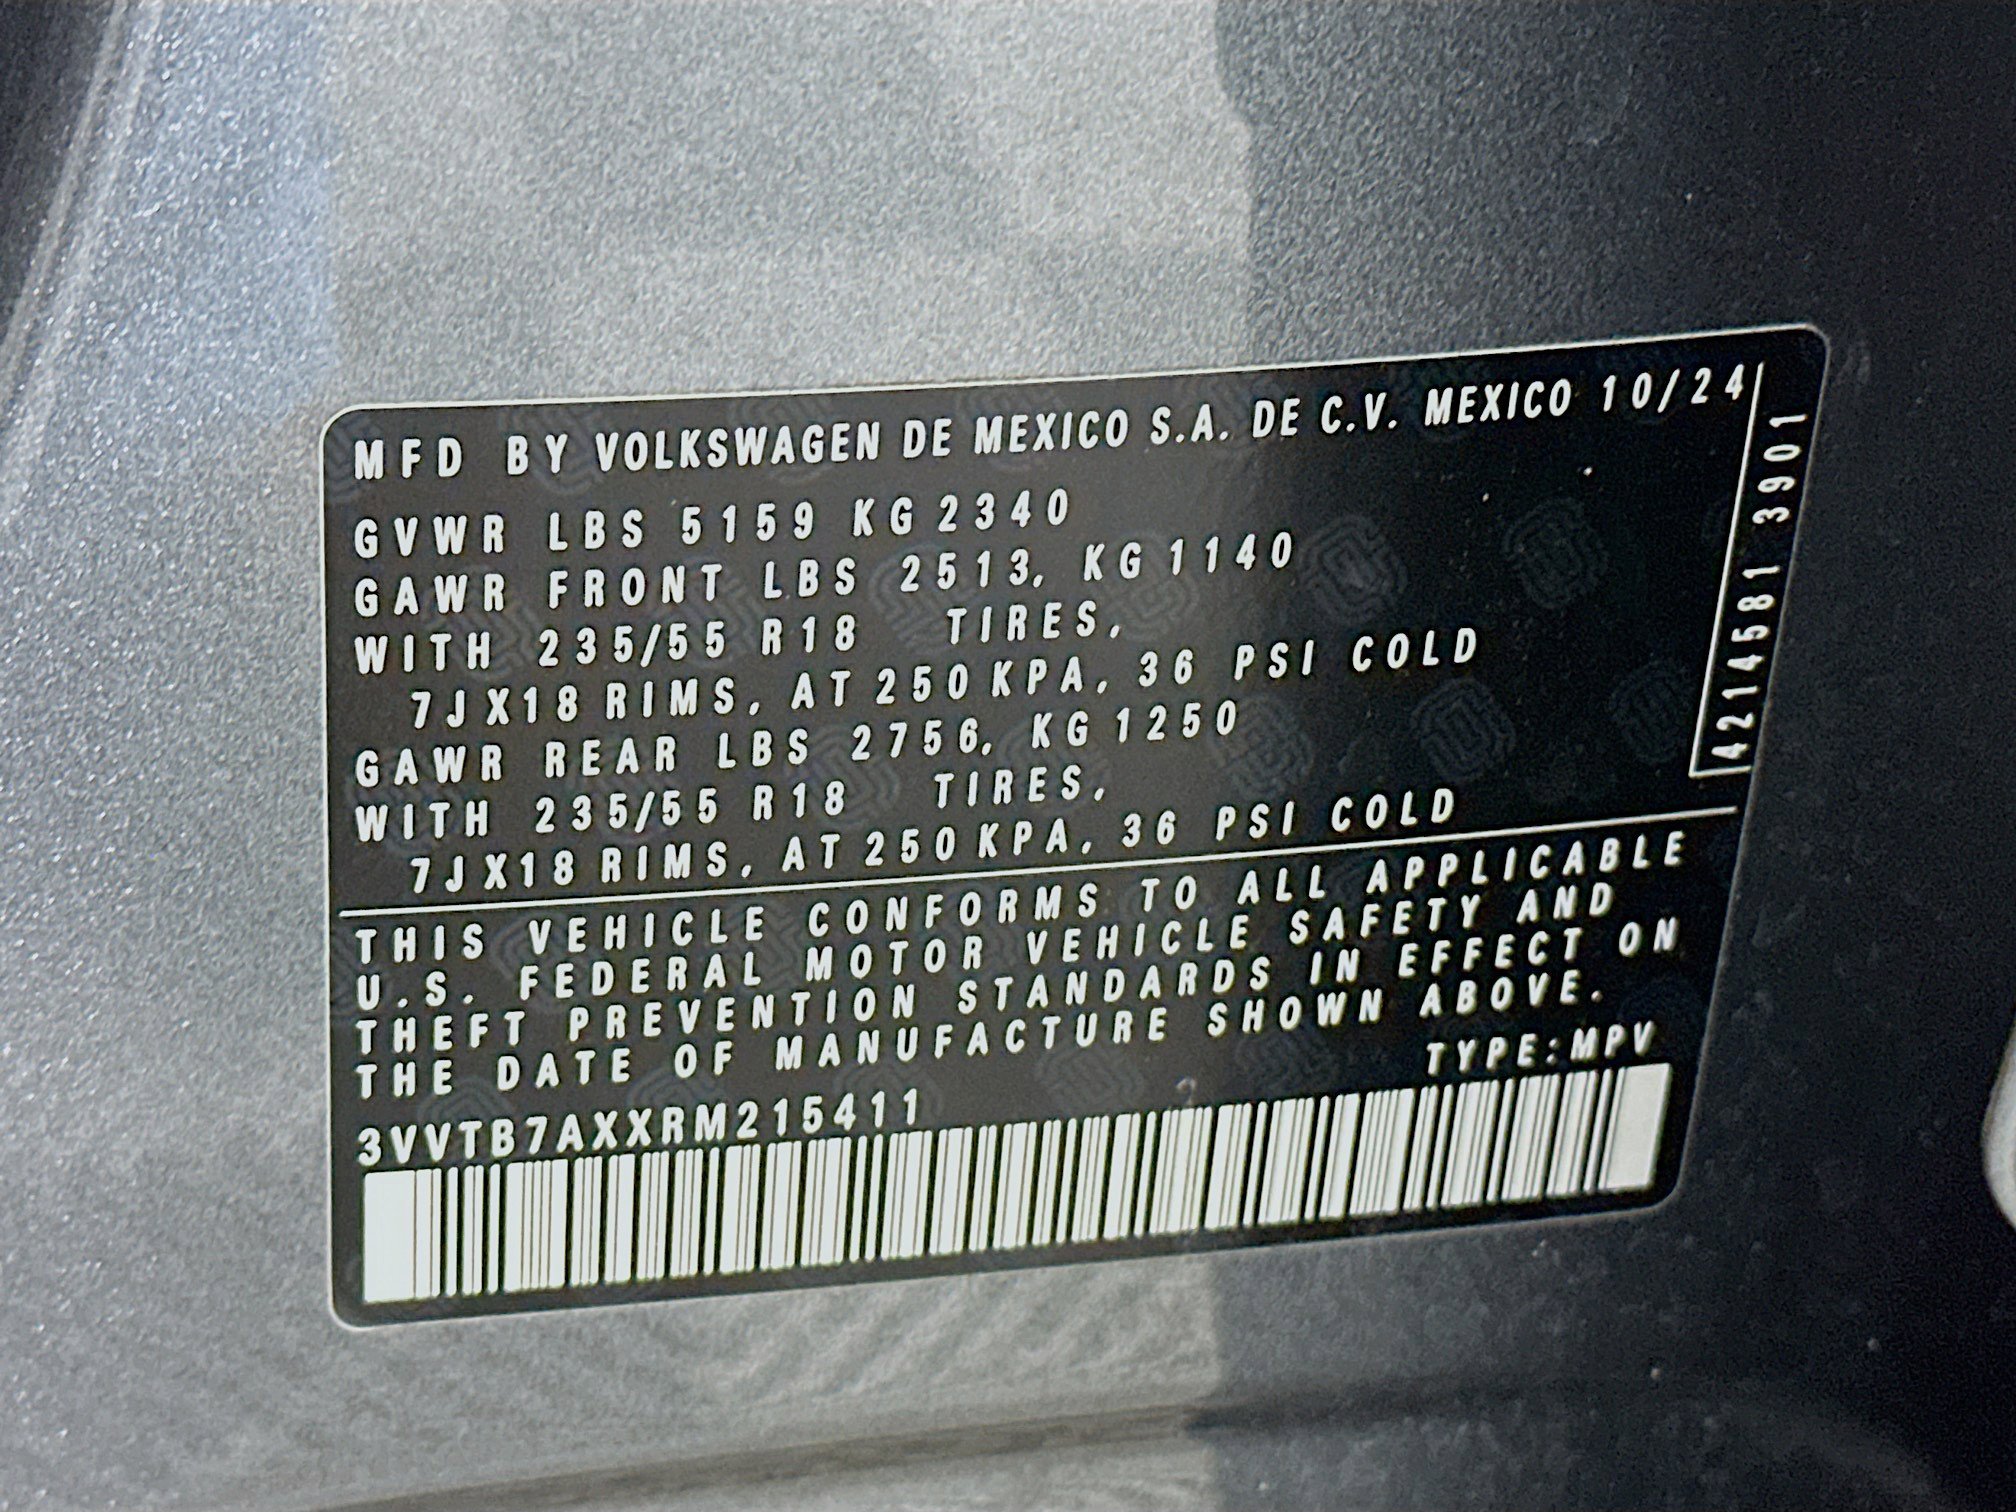 MFD BY VOLKSWAGEN DE MEXICO S.A. DE C.V. MEXICO 10/24
GVWR LBS 5159 KG 2340
GAWR FRONT LBS 2513, KG 1140
WITH 235/55 R18 TIRES,
7JX18 RIMS, AT 250 KPA, 36 PSI COLD
GAWR REAR LBS 2756, KG 1250
WITH 235/55 R18 TIRES,
7JX18 RIMS, AT 250 KPA, 36 PSI COLD
4214581 3901
THIS VEHICLE CONFORMS TO ALL APPLICABLE
U.S. FEDERAL MOTOR VEHICLE SAFETY AND
THEFT PREVENTION STANDARDS IN EFFECT ON
THE DATE OF MANUFACTURE SHOWN ABOVE.
TYPE:MPV
3VVTB7AXXRM215411